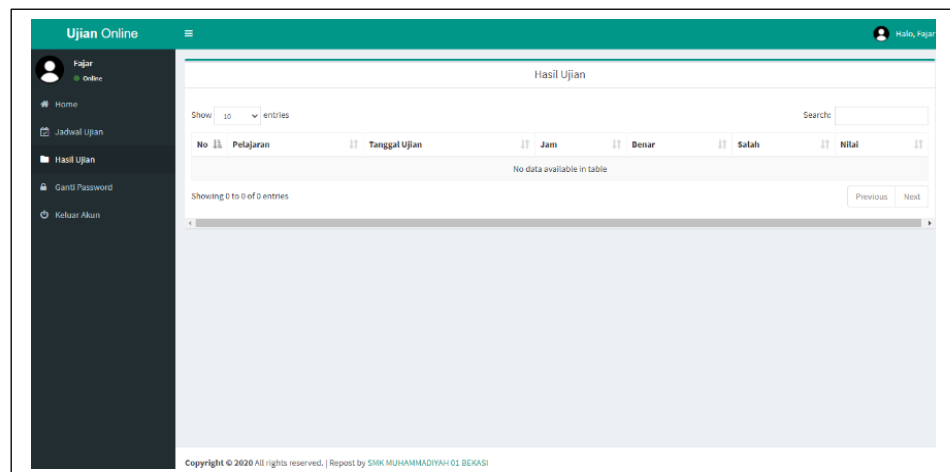 Ujian Online
Halo, Fajar
Fajar
Online
Home
Jadwal Ujian
Hasil Ujian
Ganti Password
Keluar Akun
Hasil Ujian
Show 10 entries
Search:
No Pelajaran Tanggal Ujian Jam Benar Salah Nilai
No data available in table
Showing 0 to 0 of 0 entries
Previous Next
Copyright © 2020 All rights reserved. | Repost by SMK MUHAMMADIYAH 01 BEKASI